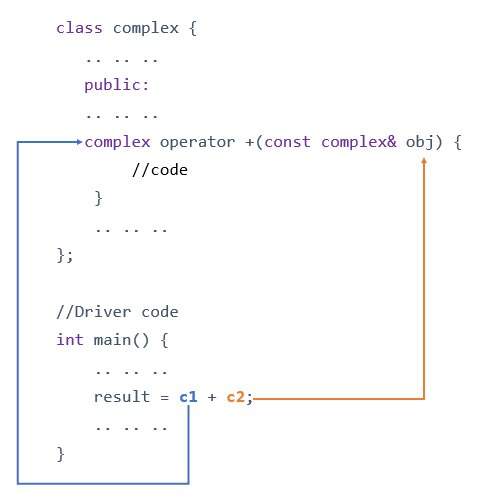 class complex {
.. .. ..
public:
.. .. ..
complex operator +(const complex& obj) {
//code
}
.. .. ..
};
//Driver code
int main() {
.. .. ..
result = c1 + c2;
.. .. ..
}